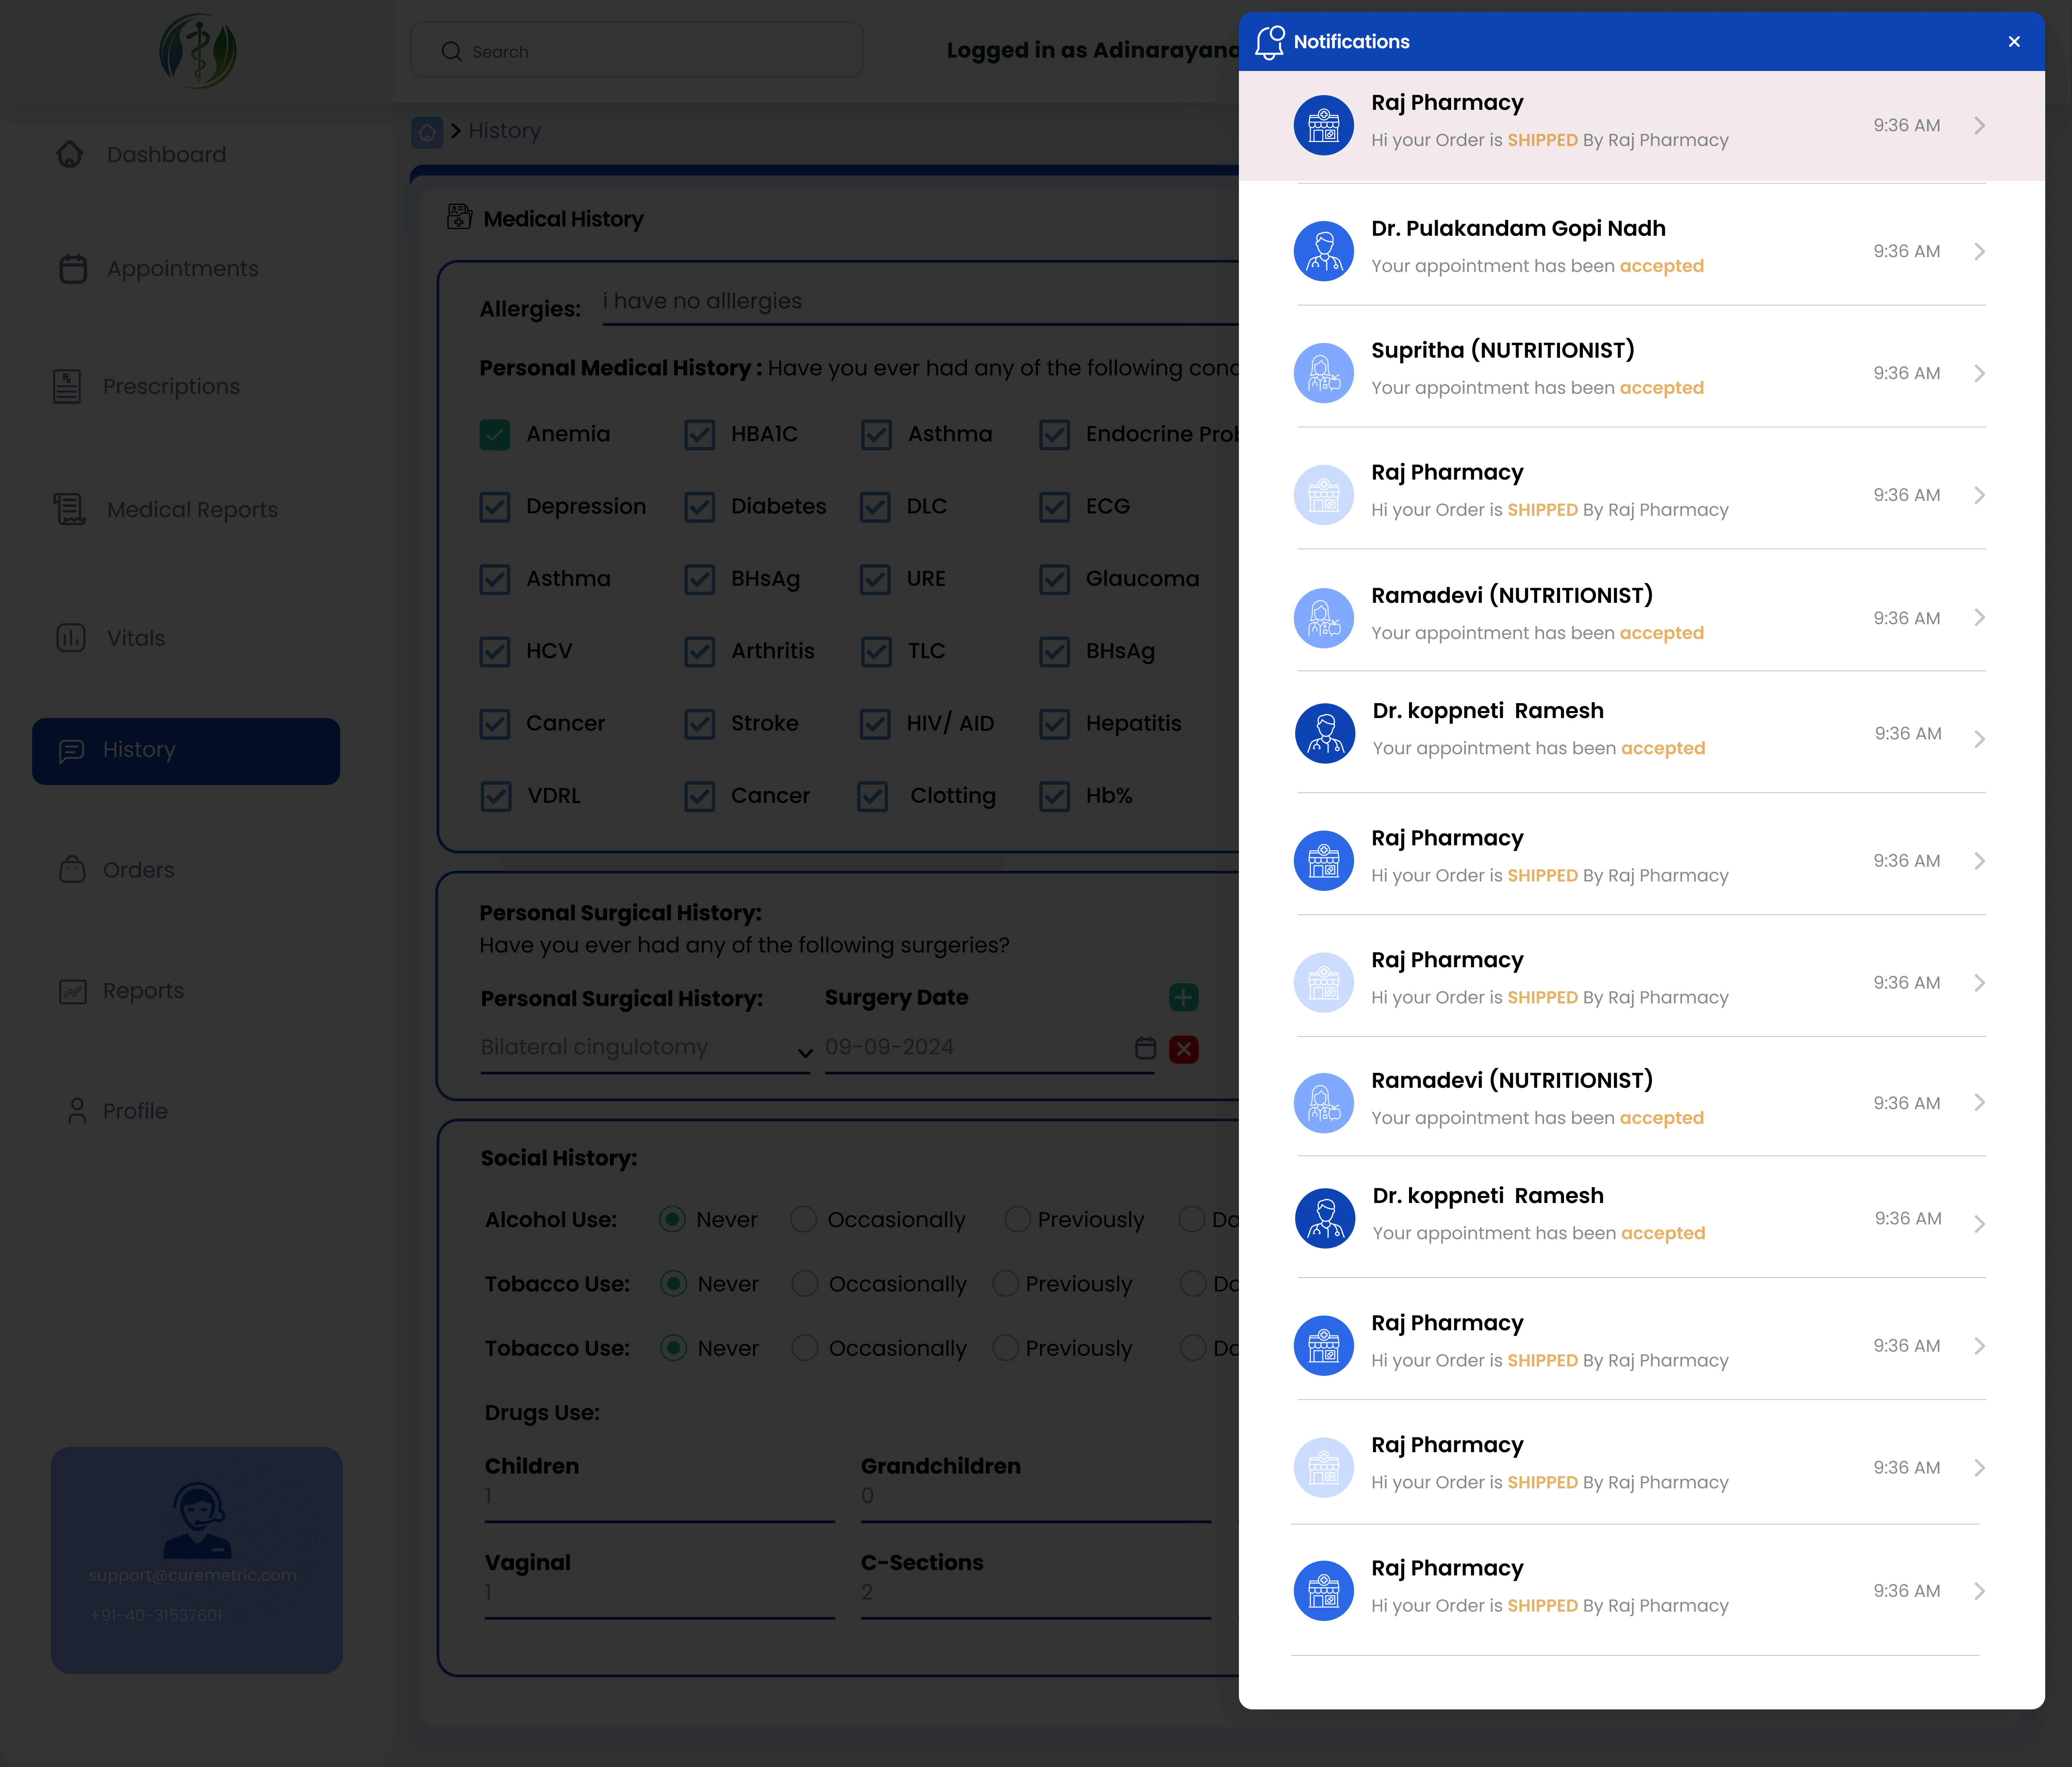 Search
Logged in as Adinarayana
Dashboard
Appointments
Prescriptions
Medical Reports
Vitals
History
Orders
Reports
Profile
support@curemetric.com
+91-40-31537601
History
Medical History
Allergies: i have no alllergies
Personal Medical History : Have you ever had any of the following
Anemia HBA1C Asthma Endocrine
Depression Diabetes DLC ECG
Asthma BHsAg URE Glaucoma
HCV Arthritis TLC BHsAg
Cancer Stroke HIV/ AID Hepatitis
VDRL Cancer Clotting Hb%
Personal Surgical History:
Have you ever had any of the following surgeries?
Personal Surgical History: Surgery Date
Bilateral cingulotomy 09-09-2024
Social History:
Alcohol Use: Never Occasionally Previously
Tobacco Use: Never Occasionally Previously
Tobacco Use: Never Occasionally Previously
Drugs Use:
Children Grandchildren
1 0
Vaginal C-Sections
1 2
Notifications
Raj Pharmacy
Hi your Order is SHIPPED By Raj Pharmacy 9:36 AM
Dr. Pulakandam Gopi Nadh
Your appointment has been accepted 9:36 AM
Supritha (NUTRITIONIST)
Your appointment has been accepted 9:36 AM
Raj Pharmacy
Hi your Order is SHIPPED By Raj Pharmacy 9:36 AM
Ramadevi (NUTRITIONIST)
Your appointment has been accepted 9:36 AM
Dr. koppneti Ramesh
Your appointment has been accepted 9:36 AM
Raj Pharmacy
Hi your Order is SHIPPED By Raj Pharmacy 9:36 AM
Raj Pharmacy
Hi your Order is SHIPPED By Raj Pharmacy 9:36 AM
Ramadevi (NUTRITIONIST)
Your appointment has been accepted 9:36 AM
Dr. koppneti Ramesh
Your appointment has been accepted 9:36 AM
Raj Pharmacy
Hi your Order is SHIPPED By Raj Pharmacy 9:36 AM
Raj Pharmacy
Hi your Order is SHIPPED By Raj Pharmacy 9:36 AM
Raj Pharmacy
Hi your Order is SHIPPED By Raj Pharmacy 9:36 AM